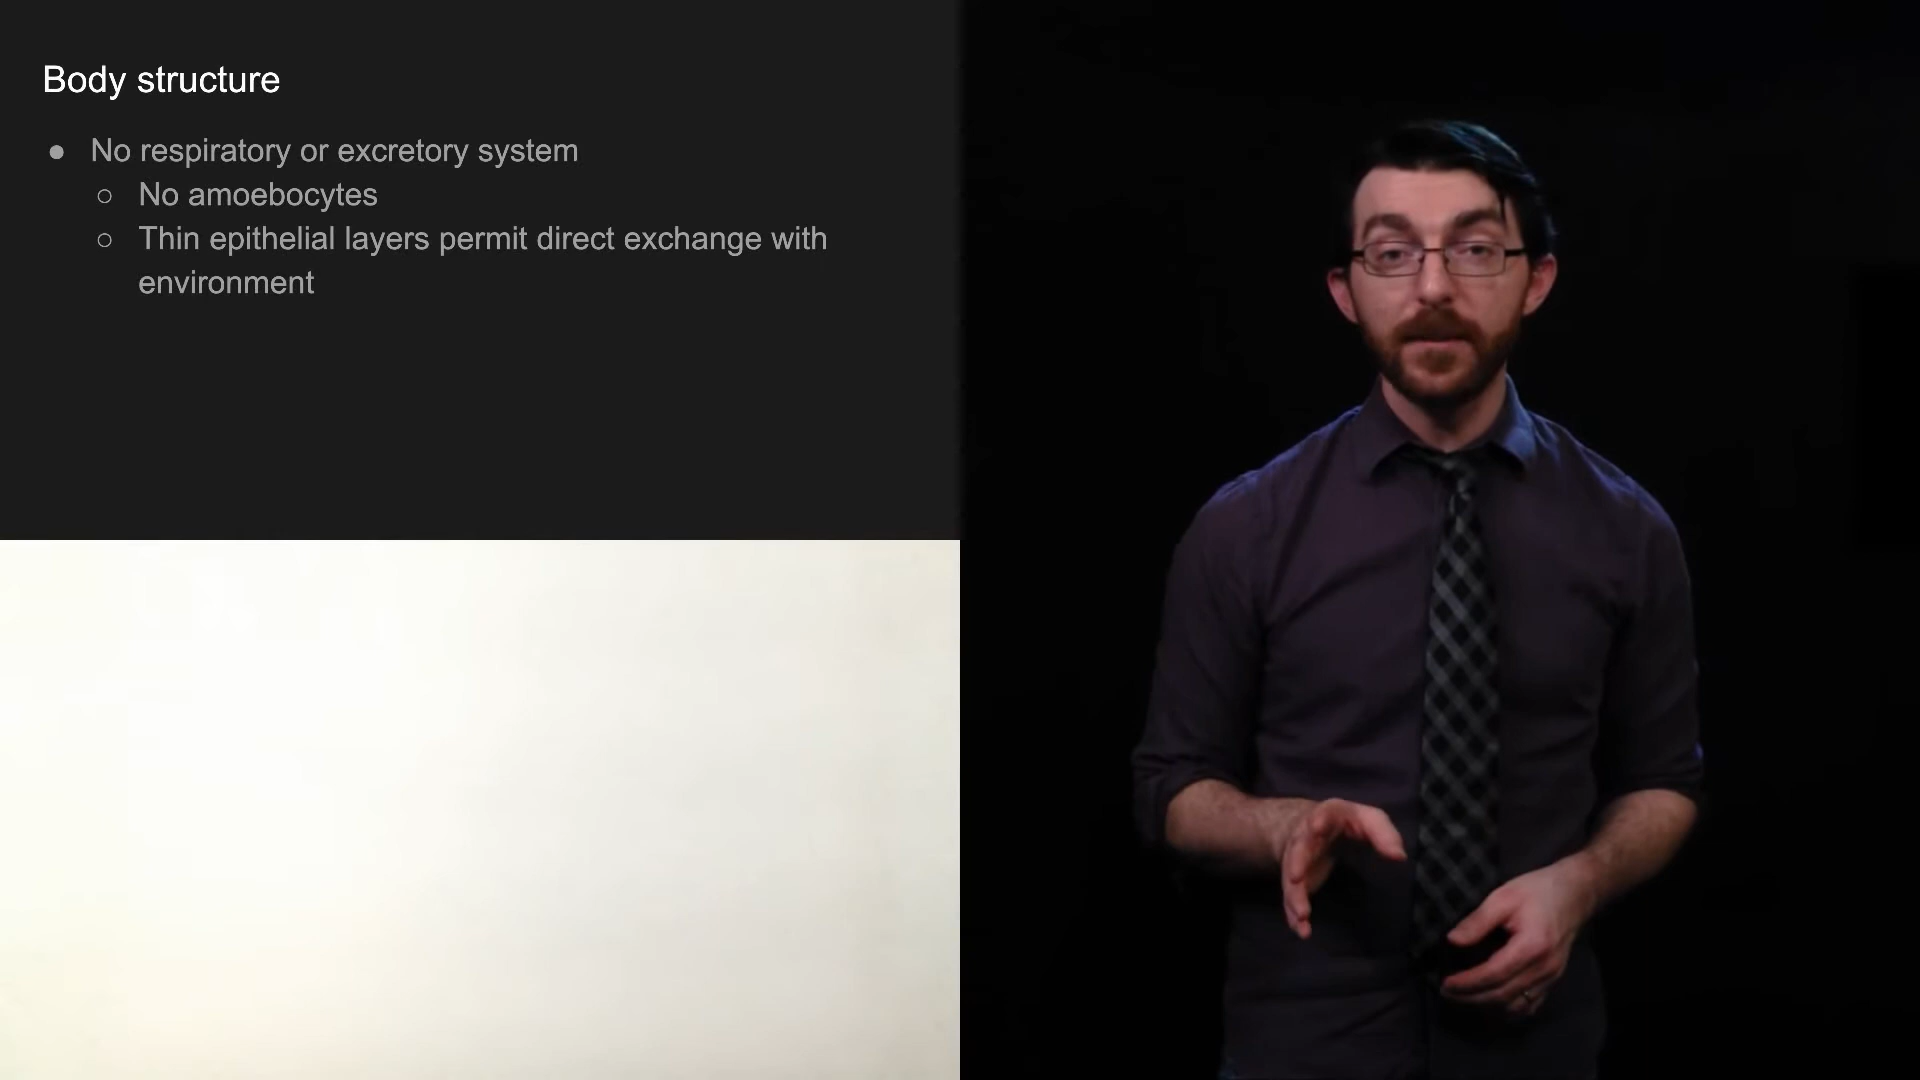 Body structure
● No respiratory or excretory system
○ No amoebocytes
○ Thin epithelial layers permit direct exchange with
environment